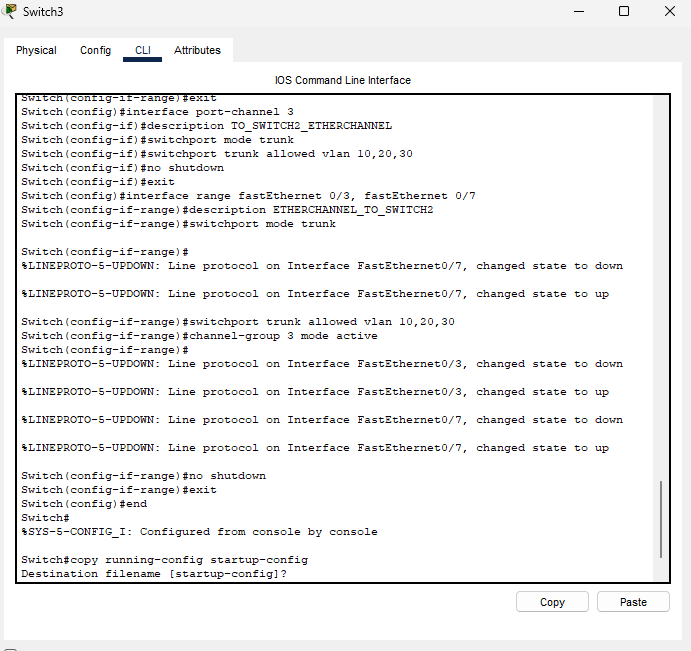 Switch3
Physical Config CLI Attributes
IOS Command Line Interface
Switch(config-if-range)#exit
Switch(config)#interface port-channel 3
Switch(config-if)#description TO_SWITCH2_ETHERCHANNEL
Switch(config-if)#switchport mode trunk
Switch(config-if)#switchport trunk allowed vlan 10,20,30
Switch(config-if)#no shutdown
Switch(config-if)#exit
Switch(config)#interface range fastEthernet 0/3, fastEthernet 0/7
Switch(config-if-range)#description ETHERCHANNEL_TO_SWITCH2
Switch(config-if-range)#switchport mode trunk
Switch(config-if-range)#
%LINEPROTO-5-UPDOWN: Line protocol on Interface FastEthernet0/7, changed state to down
%LINEPROTO-5-UPDOWN: Line protocol on Interface FastEthernet0/7, changed state to up
Switch(config-if-range)#switchport trunk allowed vlan 10,20,30
Switch(config-if-range)#channel-group 3 mode active
Switch(config-if-range)#
%LINEPROTO-5-UPDOWN: Line protocol on Interface FastEthernet0/3, changed state to down
%LINEPROTO-5-UPDOWN: Line protocol on Interface FastEthernet0/3, changed state to up
%LINEPROTO-5-UPDOWN: Line protocol on Interface FastEthernet0/7, changed state to down
%LINEPROTO-5-UPDOWN: Line protocol on Interface FastEthernet0/7, changed state to up
Switch(config-if-range)#no shutdown
Switch(config-if-range)#exit
Switch(config)#end
Switch#
%SYS-5-CONFIG_I: Configured from console by console
Switch#copy running-config startup-config
Destination filename [startup-config]?
Copy Paste